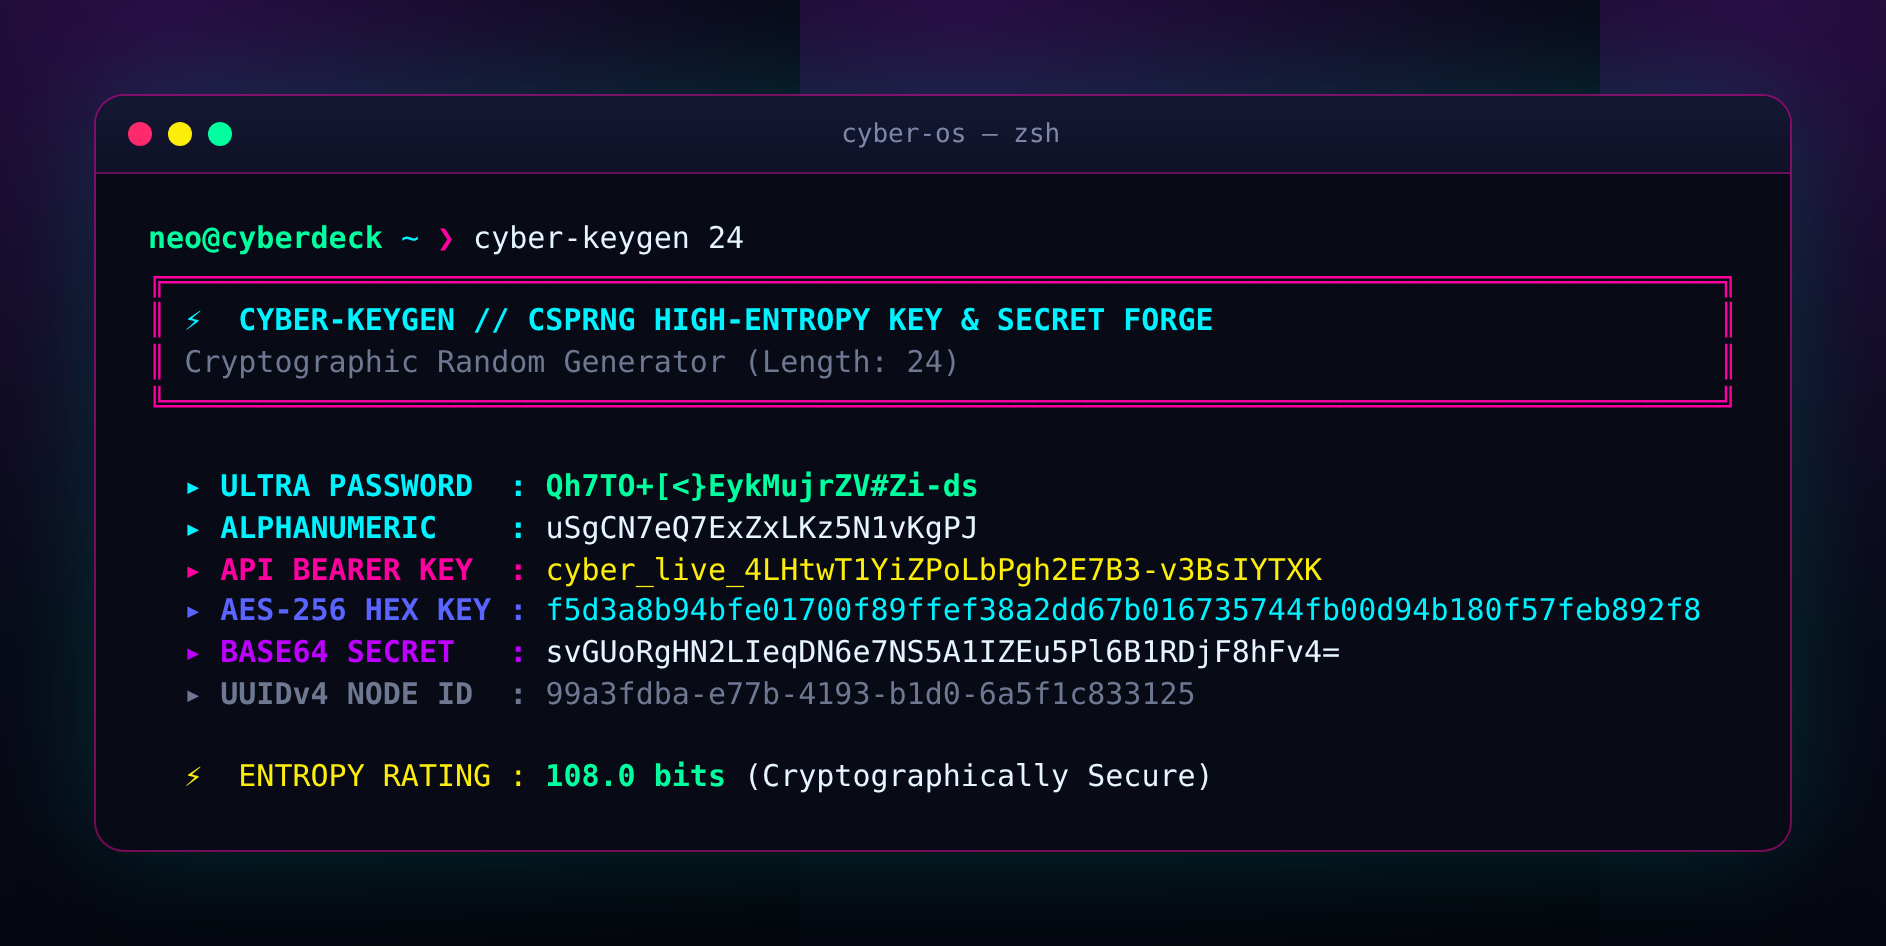 cyber-os — zsh
neo@cyberdeck ~ ❯ cyber-keygen 24
⚡ CYBER-KEYGEN // CSPRNG HIGH-ENTROPY KEY & SECRET FORGE
Cryptographic Random Generator (Length: 24)
▸ ULTRA PASSWORD  : Qh7TO+[<}EykMujrZV#Zi-ds
▸ ALPHANUMERIC    : uSgCN7eQ7ExZxLKz5N1vKgPJ
▸ API BEARER KEY  : cyber_live_4LHtwT1YiZPoLbPgh2E7B3-v3BsIYTXK
▸ AES-256 HEX KEY : f5d3a8b94bfe01700f89ffef38a2dd67b016735744fb00d94b180f57feb892f8
▸ BASE64 SECRET   : svGUoRgHN2LIeqDN6e7NS5A1IZEu5Pl6B1RDjF8hFv4=
▸ UUIDv4 NODE ID  : 99a3fdba-e77b-4193-b1d0-6a5f1c833125
⚡ ENTROPY RATING : 108.0 bits (Cryptographically Secure)